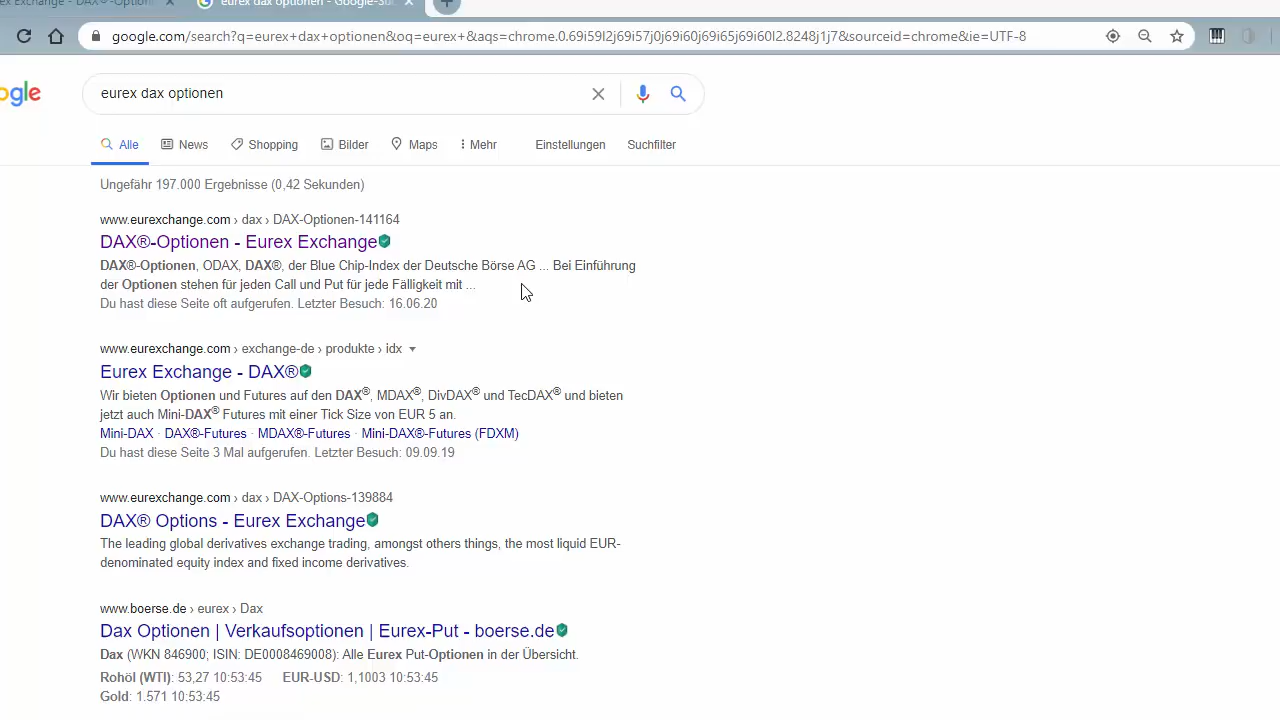 ex Exchange - DAX®-Option
eurex dax optionen - Google-Su
google.com/search?q=eurex+dax+optionen&oq=eurex+&aqs=chrome.0.69i59l2j69i57j0j69i60j69i65j69i60l2.8248j1j7&sourceid=chrome&ie=UTF-8
ogle
eurex dax optionen
Alle News Shopping Bilder Maps Mehr Einstellungen Suchfilter
Ungefähr 197.000 Ergebnisse (0,42 Sekunden)
www.eurexchange.com › dax › DAX-Optionen-141164
DAX®-Optionen - Eurex Exchange
DAX®-Optionen, ODAX, DAX®, der Blue Chip-Index der Deutsche Börse AG ... Bei Einführung
der Optionen stehen für jeden Call und Put für jede Fälligkeit mit ...
Du hast diese Seite oft aufgerufen. Letzter Besuch: 16.06.20
www.eurexchange.com › exchange-de › produkte › idx
Eurex Exchange - DAX®
Wir bieten Optionen und Futures auf den DAX®, MDAX®, DivDAX® und TecDAX® und bieten
jetzt auch Mini-DAX® Futures mit einer Tick Size von EUR 5 an.
Mini-DAX · DAX®-Futures · MDAX®-Futures · Mini-DAX®-Futures (FDXM)
Du hast diese Seite 3 Mal aufgerufen. Letzter Besuch: 09.09.19
www.eurexchange.com › dax › DAX-Options-139884
DAX® Options - Eurex Exchange
The leading global derivatives exchange trading, amongst others things, the most liquid EUR-
denominated equity index and fixed income derivatives.
www.boerse.de › eurex › Dax
Dax Optionen | Verkaufsoptionen | Eurex-Put - boerse.de
Dax (WKN 846900; ISIN: DE0008469008): Alle Eurex Put-Optionen in der Übersicht.
Rohöl (WTI): 53,27 10:53:45 EUR-USD: 1,1003 10:53:45
Gold: 1.571 10:53:45